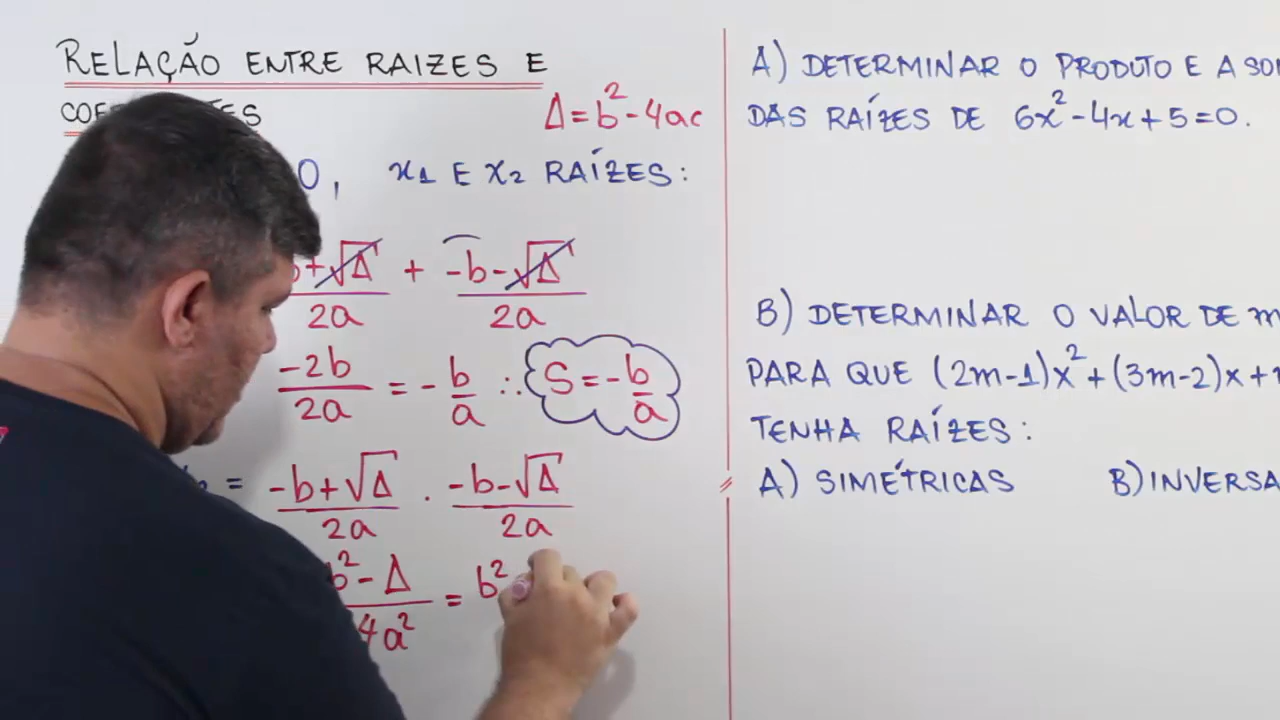 RELAÇÃO ENTRE RAIZES E
Δ=b²-4ac
0, x₁ E x₂ RAÍZES:
+√Δ/2a + -b-√Δ/2a
-2b/2a = -b/a ∴ S=-b/a
= -b+√Δ/2a . -b-√Δ/2a
b²-Δ/4a² = b²
A) DETERMINAR O PRODUTO E A
DAS RAÍZES DE 6x²-4x+5=0.
B) DETERMINAR O VALOR DE m
PARA QUE (2m-1)x²+(3m-2)x+
TENHA RAÍZES:
A) SIMÉTRICAS B) INVERSA